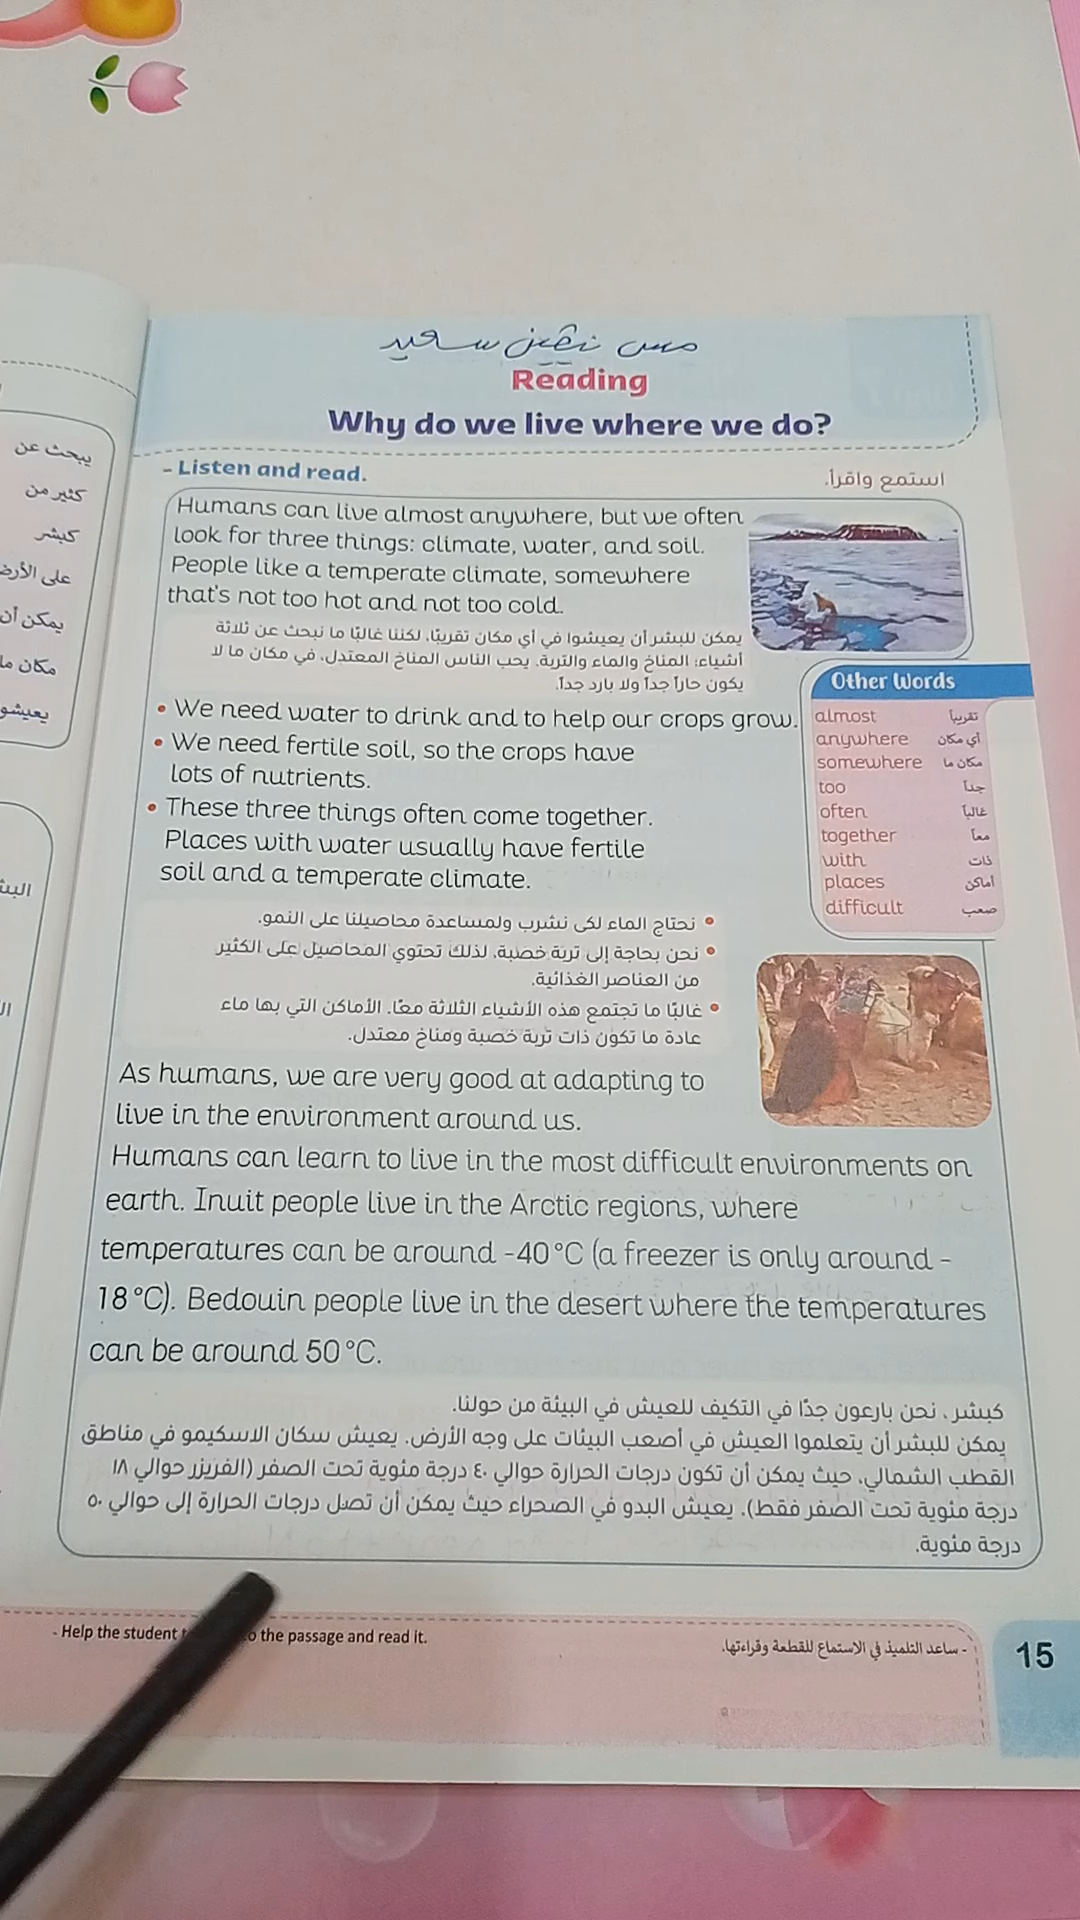 مس نڤين سعيد
Reading
Why do we live where we do?
- Listen and read.
استمع واقرأ.
Humans can live almost anywhere, but we often
look for three things: climate, water, and soil.
People like a temperate climate, somewhere
that's not too hot and not too cold.
يمكن للبشر أن يعيشوا في أي مكان تقريبًا، لكننا غالبًا ما نبحث عن ثلاثة
أشياء: المناخ والماء والتربة. يحب الناس المناخ المعتدل، في مكان ما لا
يكون حارًا جدًا ولا بارد جدًا.
• We need water to drink and to help our crops grow.
• We need fertile soil, so the crops have
lots of nutrients.
• These three things often come together.
Places with water usually have fertile
soil and a temperate climate.
Other Words
almost تقريباً
anywhere أي مكان
somewhere مكان ما
too جداً
often غالباً
together معاً
with ذات
places أماكن
difficult صعب
• نحتاج الماء لكى نشرب ولمساعدة محاصيلنا على النمو.
• نحن بحاجة إلى تربة خصبة، لذلك تحتوي المحاصيل على الكثير
من العناصر الغذائية.
• غالبًا ما تجتمع هذه الأشياء الثلاثة معًا. الأماكن التي بها ماء
عادة ما تكون ذات تربة خصبة ومناخ معتدل.
As humans, we are very good at adapting to
live in the environment around us.
Humans can learn to live in the most difficult environments on
earth. Inuit people live in the Arctic regions, where
temperatures can be around -40°C (a freezer is only around -
18°C). Bedouin people live in the desert where the temperatures
can be around 50°C.
كبشر، نحن بارعون جدًا في التكيف للعيش في البيئة من حولنا.
يمكن للبشر أن يتعلموا العيش في أصعب البيئات على وجه الأرض. يعيش سكان الاسكيمو في مناطق
القطب الشمالي، حيث يمكن أن تكون درجات الحرارة حوالي ٤٠ درجة مئوية تحت الصفر (الفريزر حوالي ١٨
درجة مئوية تحت الصفر فقط). يعيش البدو في الصحراء حيث يمكن أن تصل درجات الحرارة إلى حوالي ٥٠
درجة مئوية.
- Help the student the passage and read it.
- ساعد التلميذ في الاستماع للقطعة وقراءتها.
15
يبحث عن
كثير من
كبشر
على الأرض
يمكن أن
مكان ما